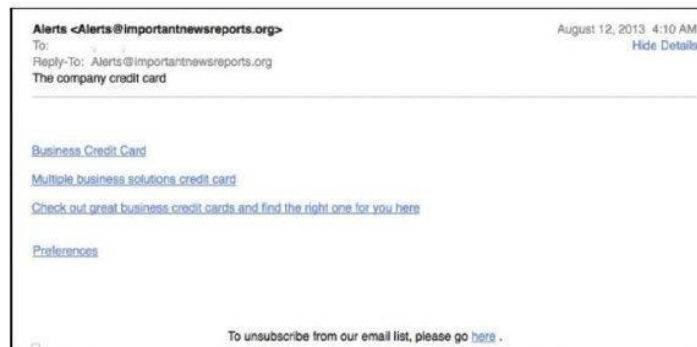 Alerts <Alerts@importantnewsreports.org>
August 12, 2013 4:10 AM
To:
Hide Details
Reply-To: Alerts@importantnewsreports.org
The company credit card
Business Credit Card
Multiple business solutions credit card
Check out great business credit cards and find the right one for you here
Preferences
To unsubscribe from our email list, please go here .